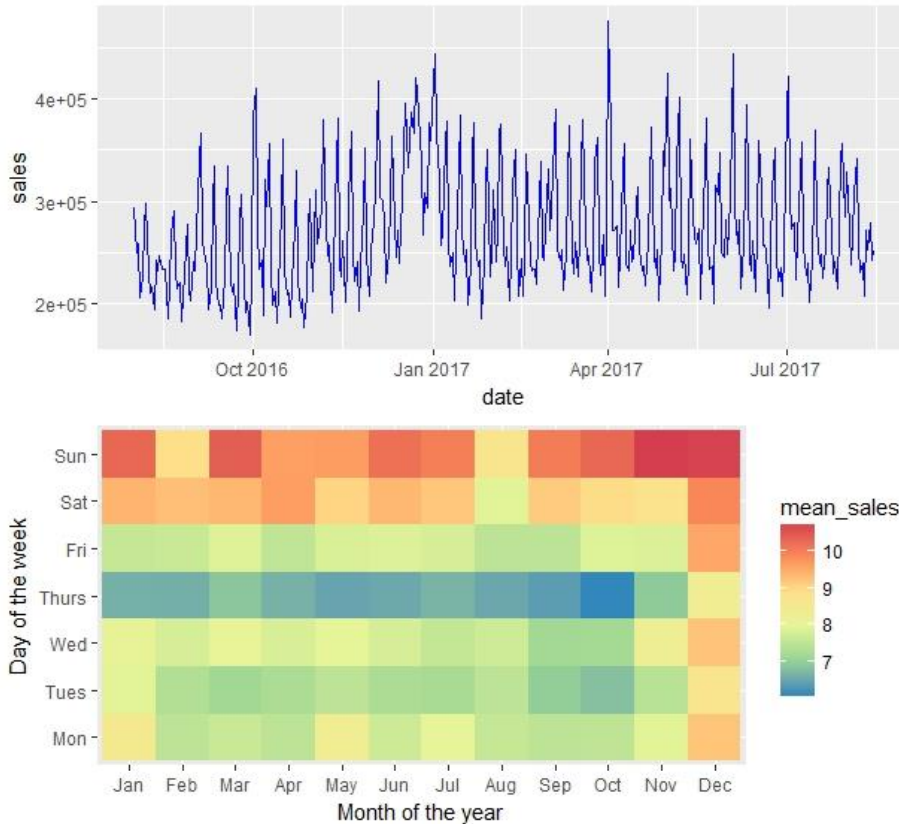 4e+05
3e+05
2e+05
sales
Oct 2016 Jan 2017 Apr 2017 Jul 2017
date
Sun
Sat
Fri
Thurs
Wed
Tues
Mon
Day of the week
Jan Feb Mar Apr May Jun Jul Aug Sep Oct Nov Dec
Month of the year
mean_sales
10
9
8
7